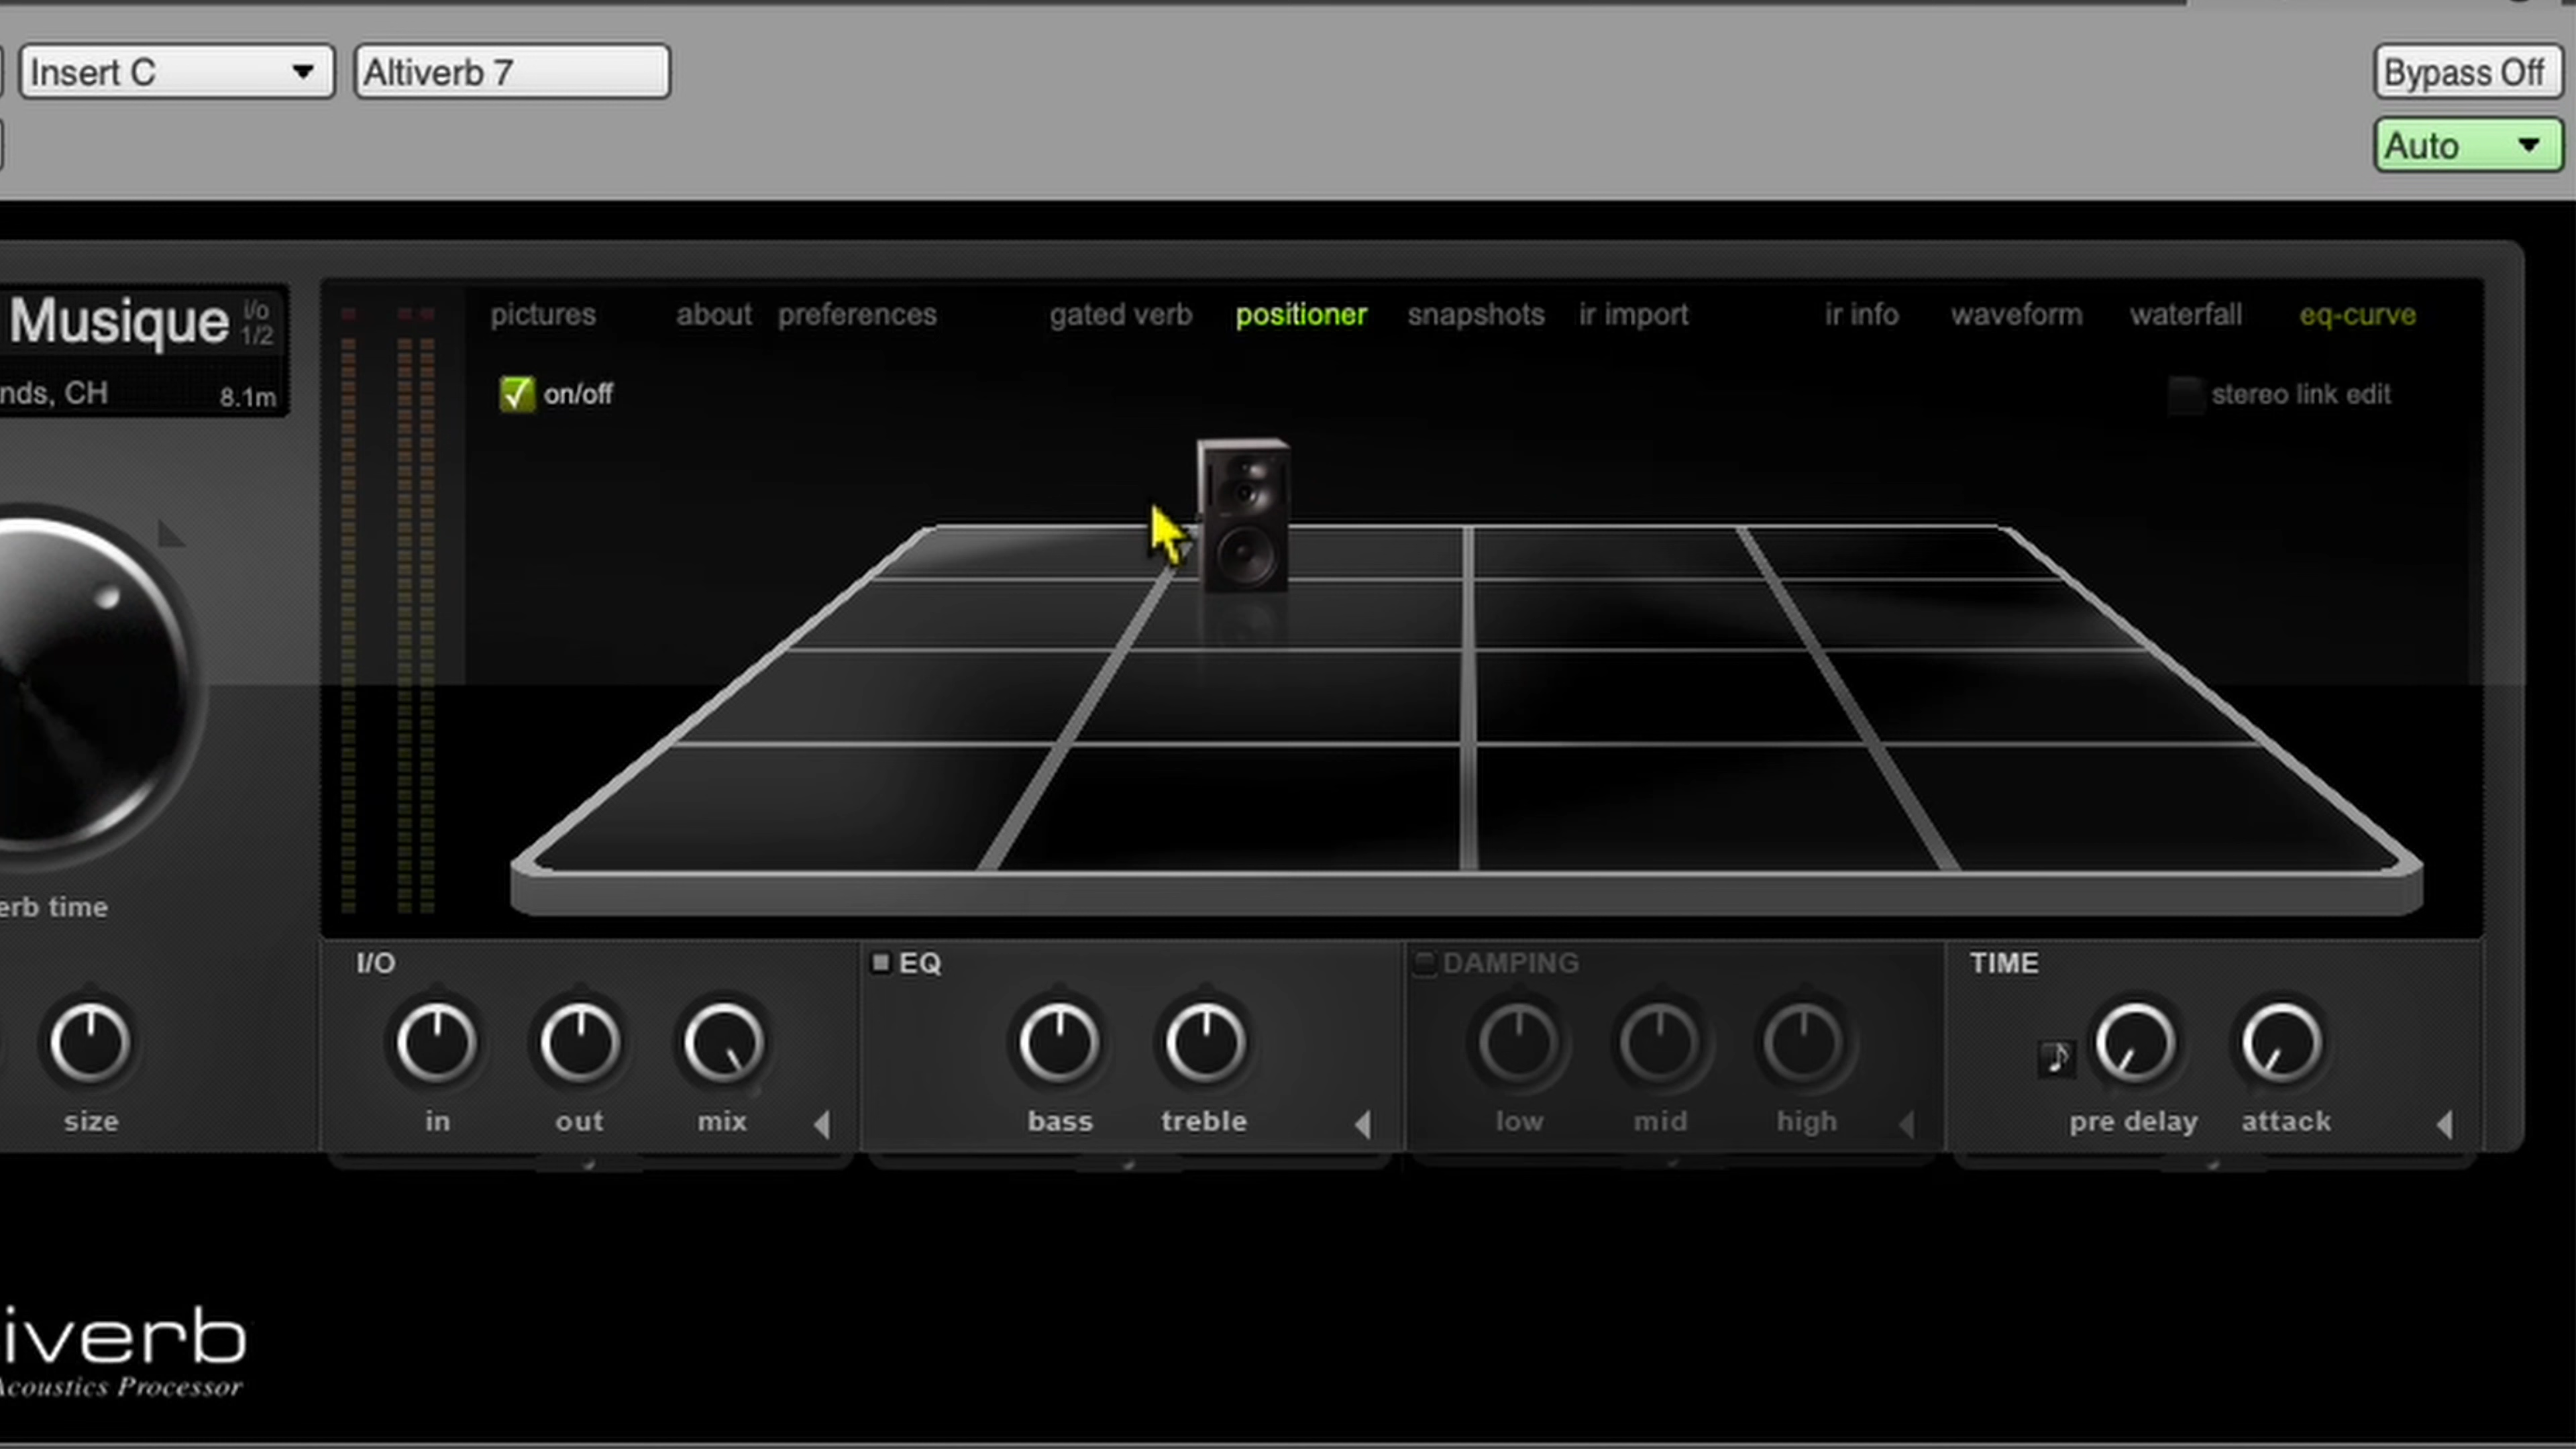 Insert C
Altiverb 7
Bypass Off
Auto
Musique
i/o
1/2
nds, CH
8.1m
pictures about preferences gated verb positioner snapshots ir import ir info waveform waterfall eq-curve
on/off
stereo link edit
erb time
size
I/O
in out mix
EQ
bass treble
DAMPING
low mid high
TIME
pre delay attack
iverb
Acoustics Processor